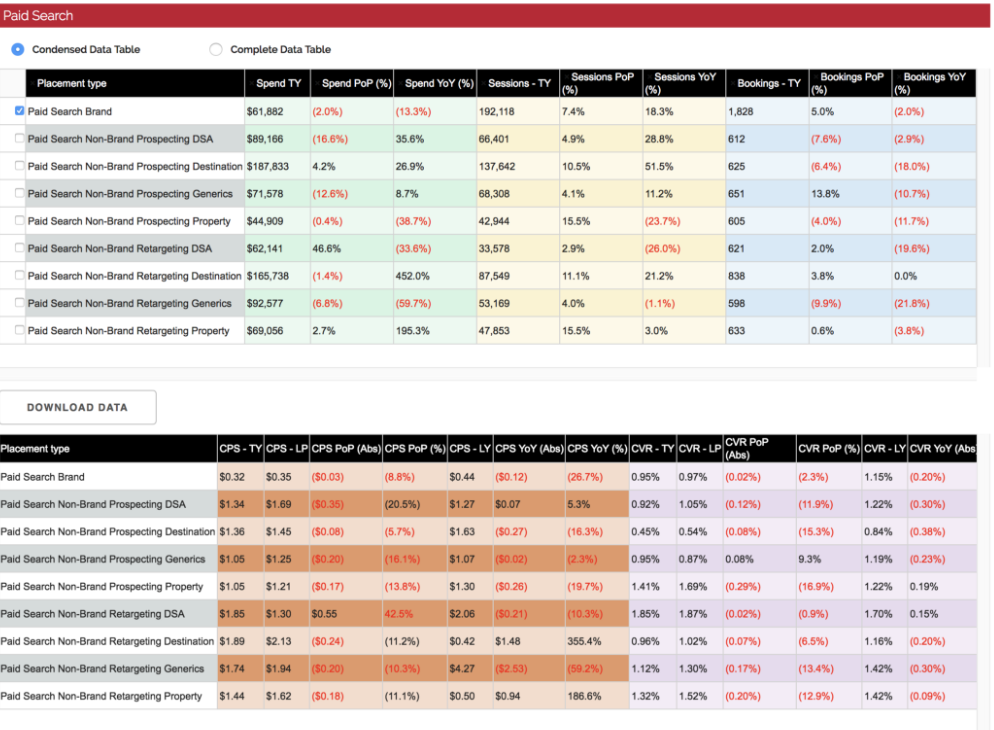 Paid Search
Condensed Data Table Complete Data Table
Placement type Spend TY Spend PoP (%) Spend YoY (%) Sessions - TY Sessions PoP (%) Sessions YoY (%) Bookings - TY Bookings PoP (%) Bookings YoY (%)
Paid Search Brand $61,882 (2.0%) (13.3%) 192,118 7.4% 18.3% 1,828 5.0% (2.0%)
Paid Search Non-Brand Prospecting DSA $89,166 (16.6%) 35.6% 66,401 4.9% 28.8% 612 (7.6%) (2.9%)
Paid Search Non-Brand Prospecting Destination $187,833 4.2% 26.9% 137,642 10.5% 51.5% 625 (6.4%) (18.0%)
Paid Search Non-Brand Prospecting Generics $71,578 (12.6%) 8.7% 68,308 4.1% 11.2% 651 13.8% (10.7%)
Paid Search Non-Brand Prospecting Property $44,909 (0.4%) (38.7%) 42,944 15.5% (23.7%) 605 (4.0%) (11.7%)
Paid Search Non-Brand Retargeting DSA $62,141 46.6% (33.6%) 33,578 2.9% (26.0%) 621 2.0% (19.6%)
Paid Search Non-Brand Retargeting Destination $165,738 (1.4%) 452.0% 87,549 11.1% 21.2% 838 3.8% 0.0%
Paid Search Non-Brand Retargeting Generics $92,577 (6.8%) (59.7%) 53,169 4.0% (1.1%) 598 (9.9%) (21.8%)
Paid Search Non-Brand Retargeting Property $69,056 2.7% 195.3% 47,853 15.5% 3.0% 633 0.6% (3.8%)
DOWNLOAD DATA
Placement type CPS - TY CPS - LP CPS PoP (Abs) CPS PoP (%) CPS - LY CPS YoY (Abs) CPS YoY (%) CVR - TY CVR - LP CVR PoP (Abs) CVR PoP (%) CVR - LY CVR YoY (Abs
Paid Search Brand $0.32 $0.35 ($0.03) (8.8%) $0.44 ($0.12) (26.7%) 0.95% 0.97% (0.02%) (2.3%) 1.15% (0.20%)
Paid Search Non-Brand Prospecting DSA $1.34 $1.69 ($0.35) (20.5%) $1.27 $0.07 5.3% 0.92% 1.05% (0.12%) (11.9%) 1.22% (0.30%)
Paid Search Non-Brand Prospecting Destination $1.36 $1.45 ($0.08) (5.7%) $1.63 ($0.27) (16.3%) 0.45% 0.54% (0.08%) (15.3%) 0.84% (0.38%)
Paid Search Non-Brand Prospecting Generics $1.05 $1.25 ($0.20) (16.1%) $1.07 ($0.02) (2.3%) 0.95% 0.87% 0.08% 9.3% 1.19% (0.23%)
Paid Search Non-Brand Prospecting Property $1.05 $1.21 ($0.17) (13.8%) $1.30 ($0.26) (19.7%) 1.41% 1.69% (0.29%) (16.9%) 1.22% 0.19%
Paid Search Non-Brand Retargeting DSA $1.85 $1.30 $0.55 42.5% $2.06 ($0.21) (10.3%) 1.85% 1.87% (0.02%) (0.9%) 1.70% 0.15%
Paid Search Non-Brand Retargeting Destination $1.89 $2.13 ($0.24) (11.2%) $0.42 $1.48 355.4% 0.96% 1.02% (0.07%) (6.5%) 1.16% (0.20%)
Paid Search Non-Brand Retargeting Generics $1.74 $1.94 ($0.20) (10.3%) $4.27 ($2.53) (59.2%) 1.12% 1.30% (0.17%) (13.4%) 1.42% (0.30%)
Paid Search Non-Brand Retargeting Property $1.44 $1.62 ($0.18) (11.1%) $0.50 $0.94 186.6% 1.32% 1.52% (0.20%) (12.9%) 1.42% (0.09%)